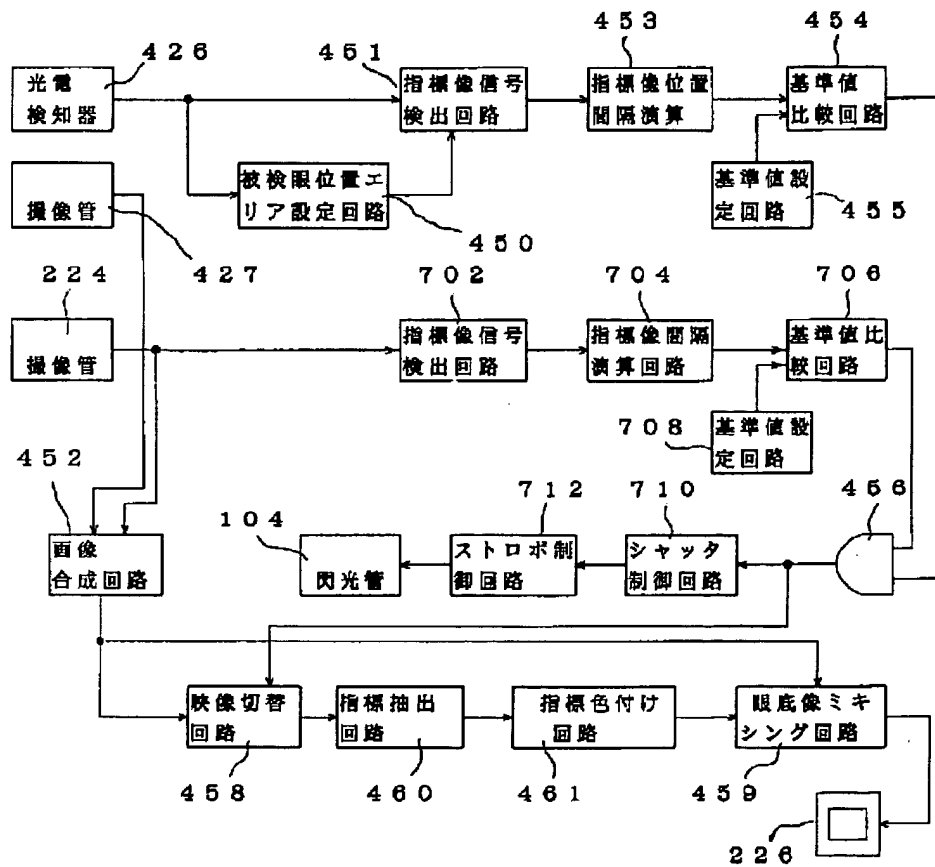 426
451
453
454
光電
検知器
指標像信号
検出回路
指標像位置
間隔演算
基準値
比較回路
撮像管
被検眼位置エ
リア設定回路
基準値設
定回路
455
450
427
224
702
704
706
撮像管
指標像信号
検出回路
指標像間隔
演算回路
基準値比
較回路
708
基準値設
定回路
452
712
710
456
104
画像
合成回路
閃光管
ストロボ制
御回路
シャッタ
制御回路
映像切替
回路
指標抽出
回路
指標色付け
回路
眼底像ミキ
シング回路
458
460
461
459
226